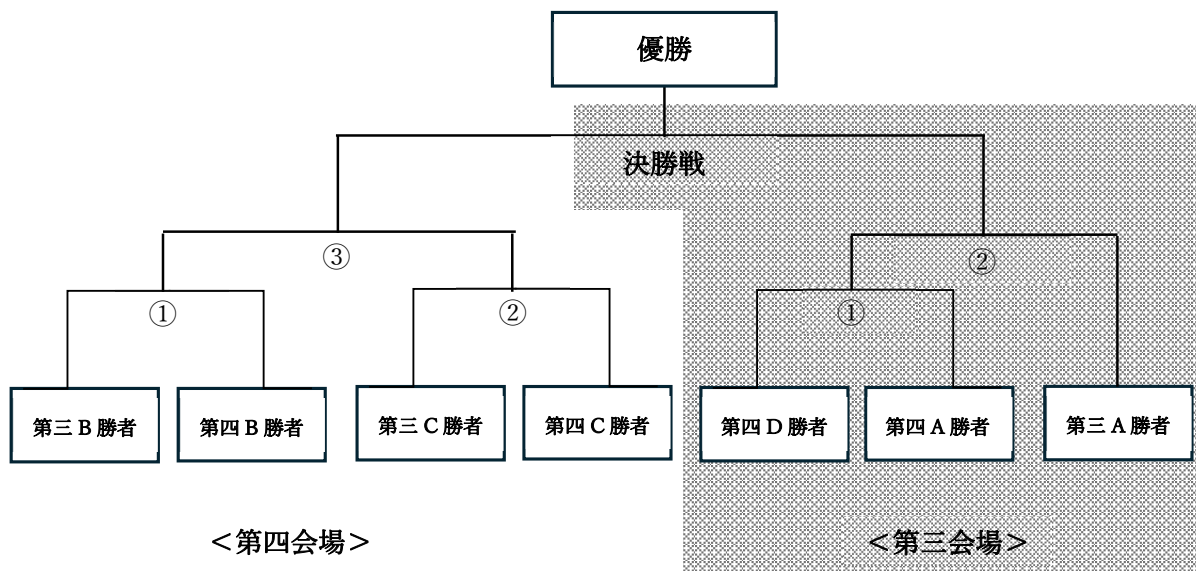 優勝
決勝戦
③
②
①
②
①
第三B勝者
第四B勝者
第三C勝者
第四C勝者
第四D勝者
第四A勝者
第三A勝者
＜第四会場＞
＜第三会場＞